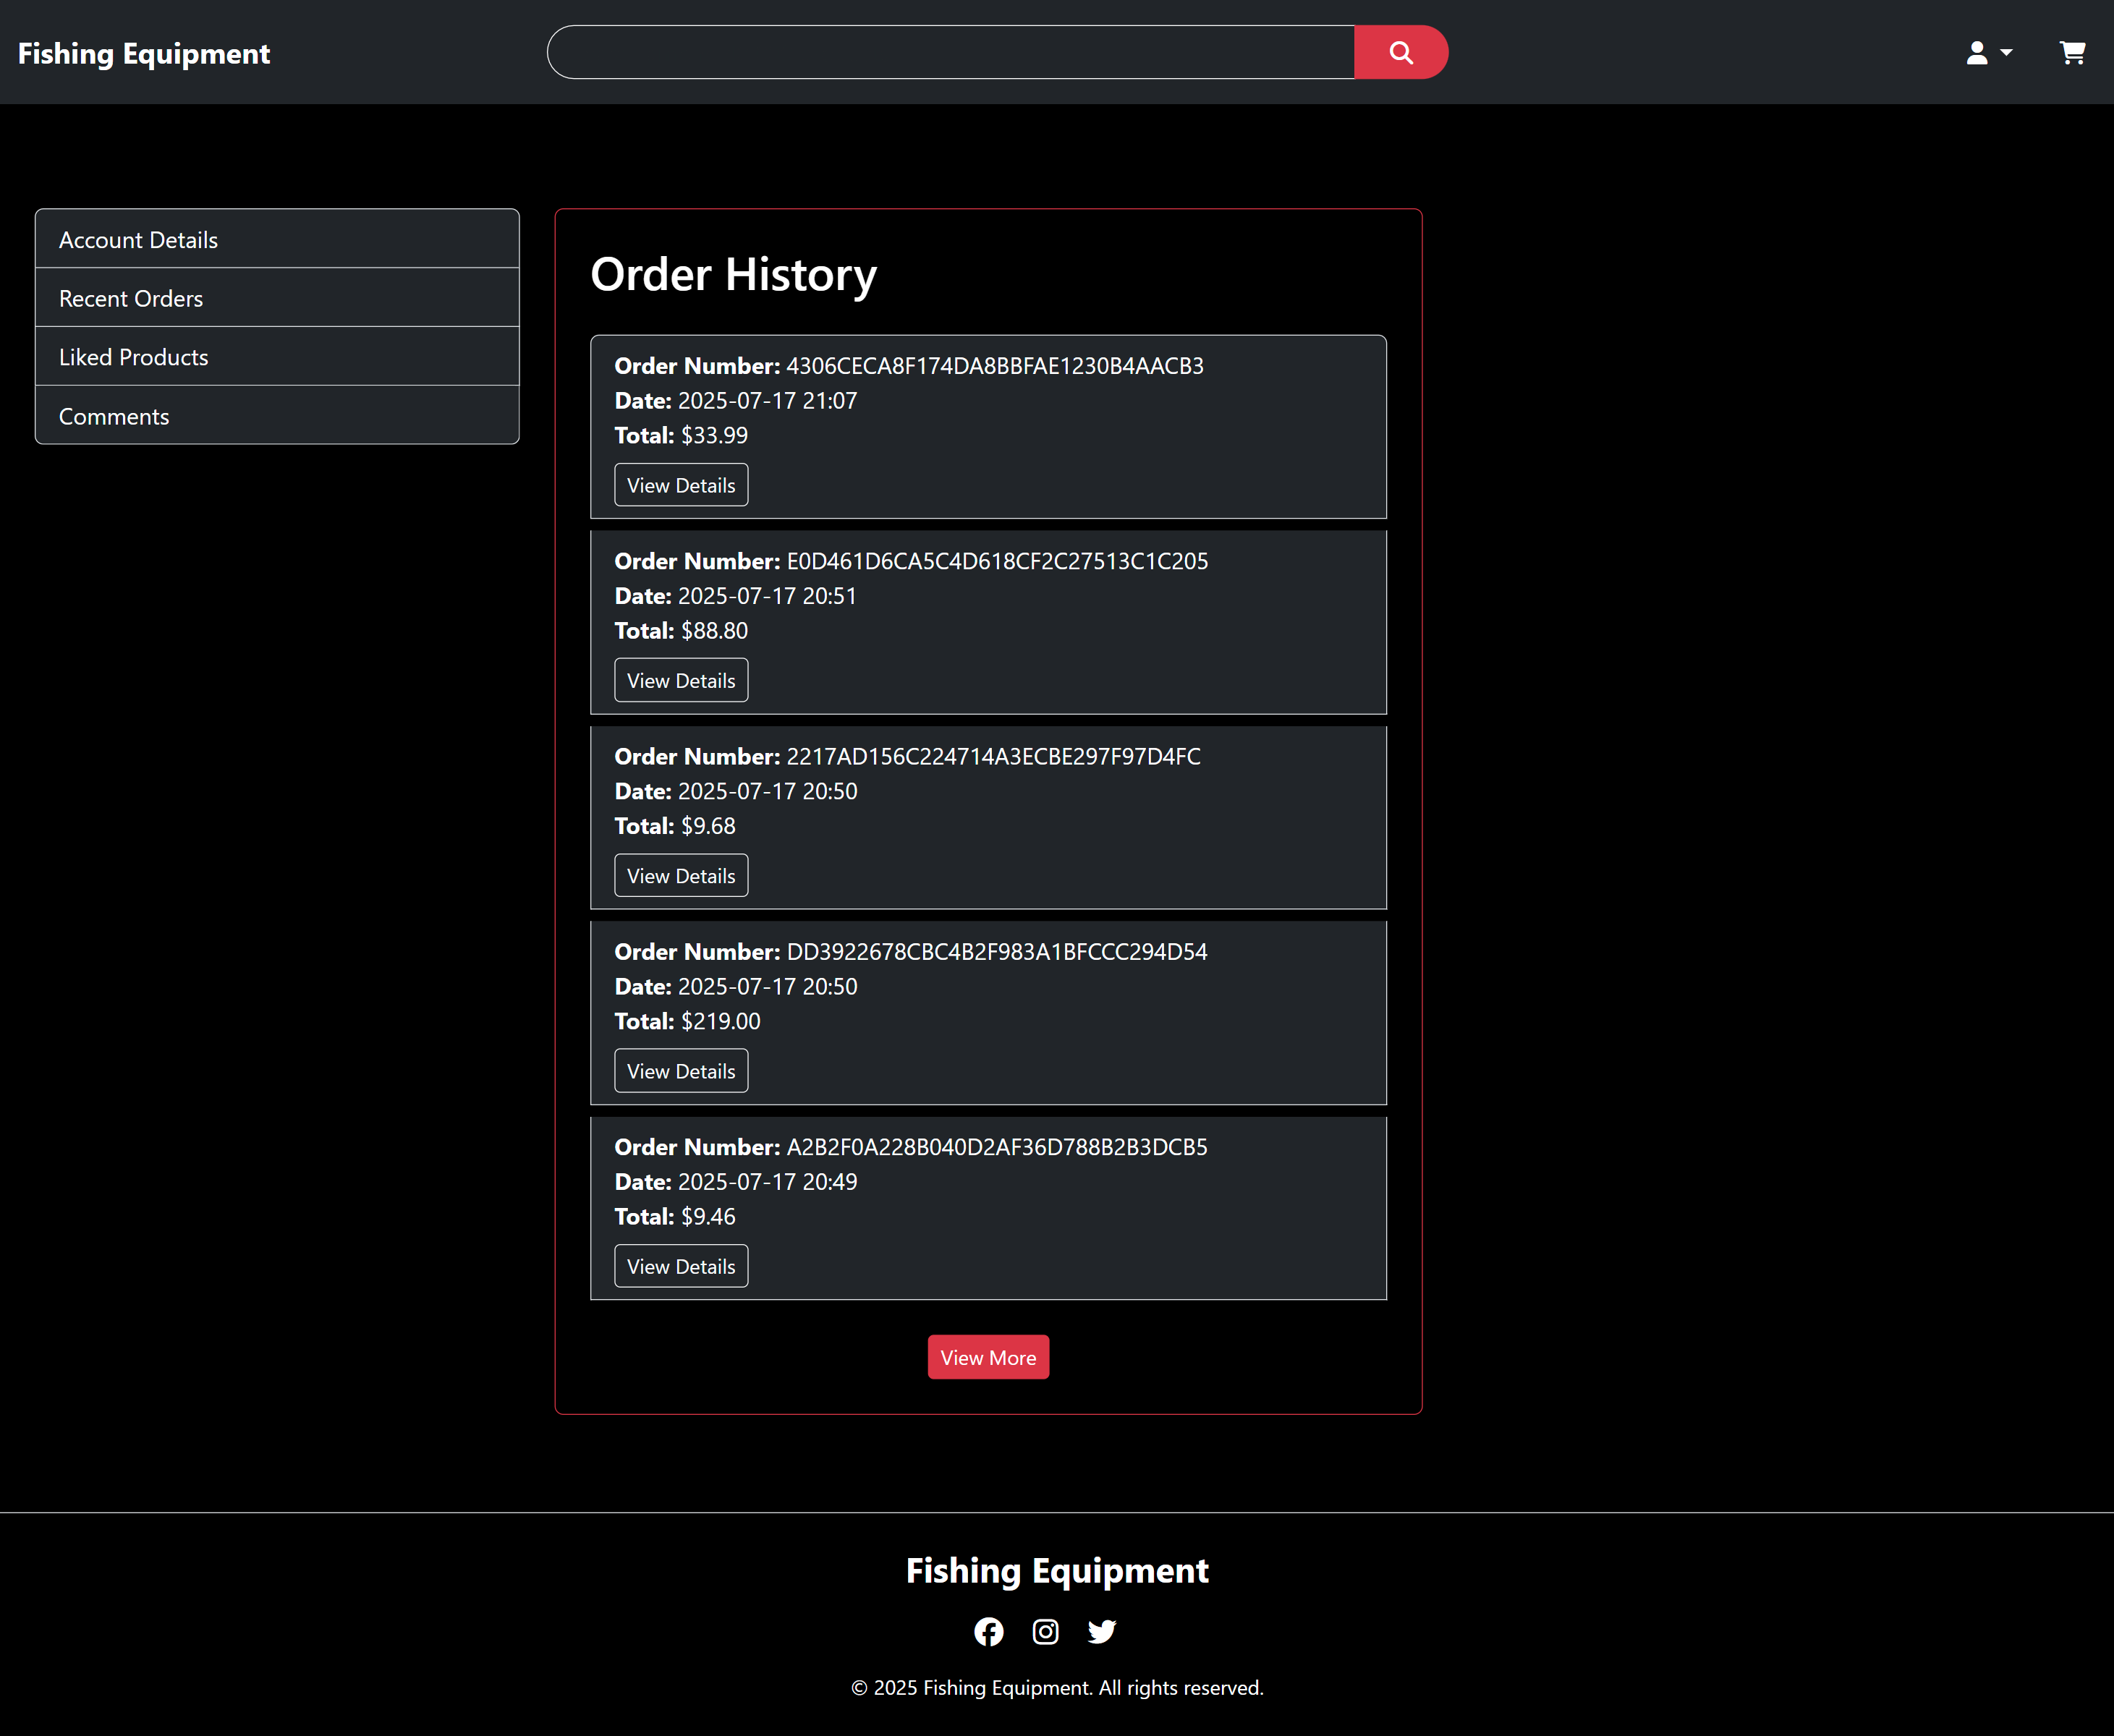 Fishing Equipment
Account Details
Recent Orders
Liked Products
Comments
Order History
Order Number: 4306CECA8F174DA8BBFAE1230B4AACB3
Date: 2025-07-17 21:07
Total: $33.99
View Details
Order Number: E0D461D6CA5C4D618CF2C27513C1C205
Date: 2025-07-17 20:51
Total: $88.80
View Details
Order Number: 2217AD156C224714A3ECBE297F97D4FC
Date: 2025-07-17 20:50
Total: $9.68
View Details
Order Number: DD3922678CBC4B2F983A1BFCCC294D54
Date: 2025-07-17 20:50
Total: $219.00
View Details
Order Number: A2B2F0A228B040D2AF36D788B2B3DCB5
Date: 2025-07-17 20:49
Total: $9.46
View Details
View More
Fishing Equipment
© 2025 Fishing Equipment. All rights reserved.